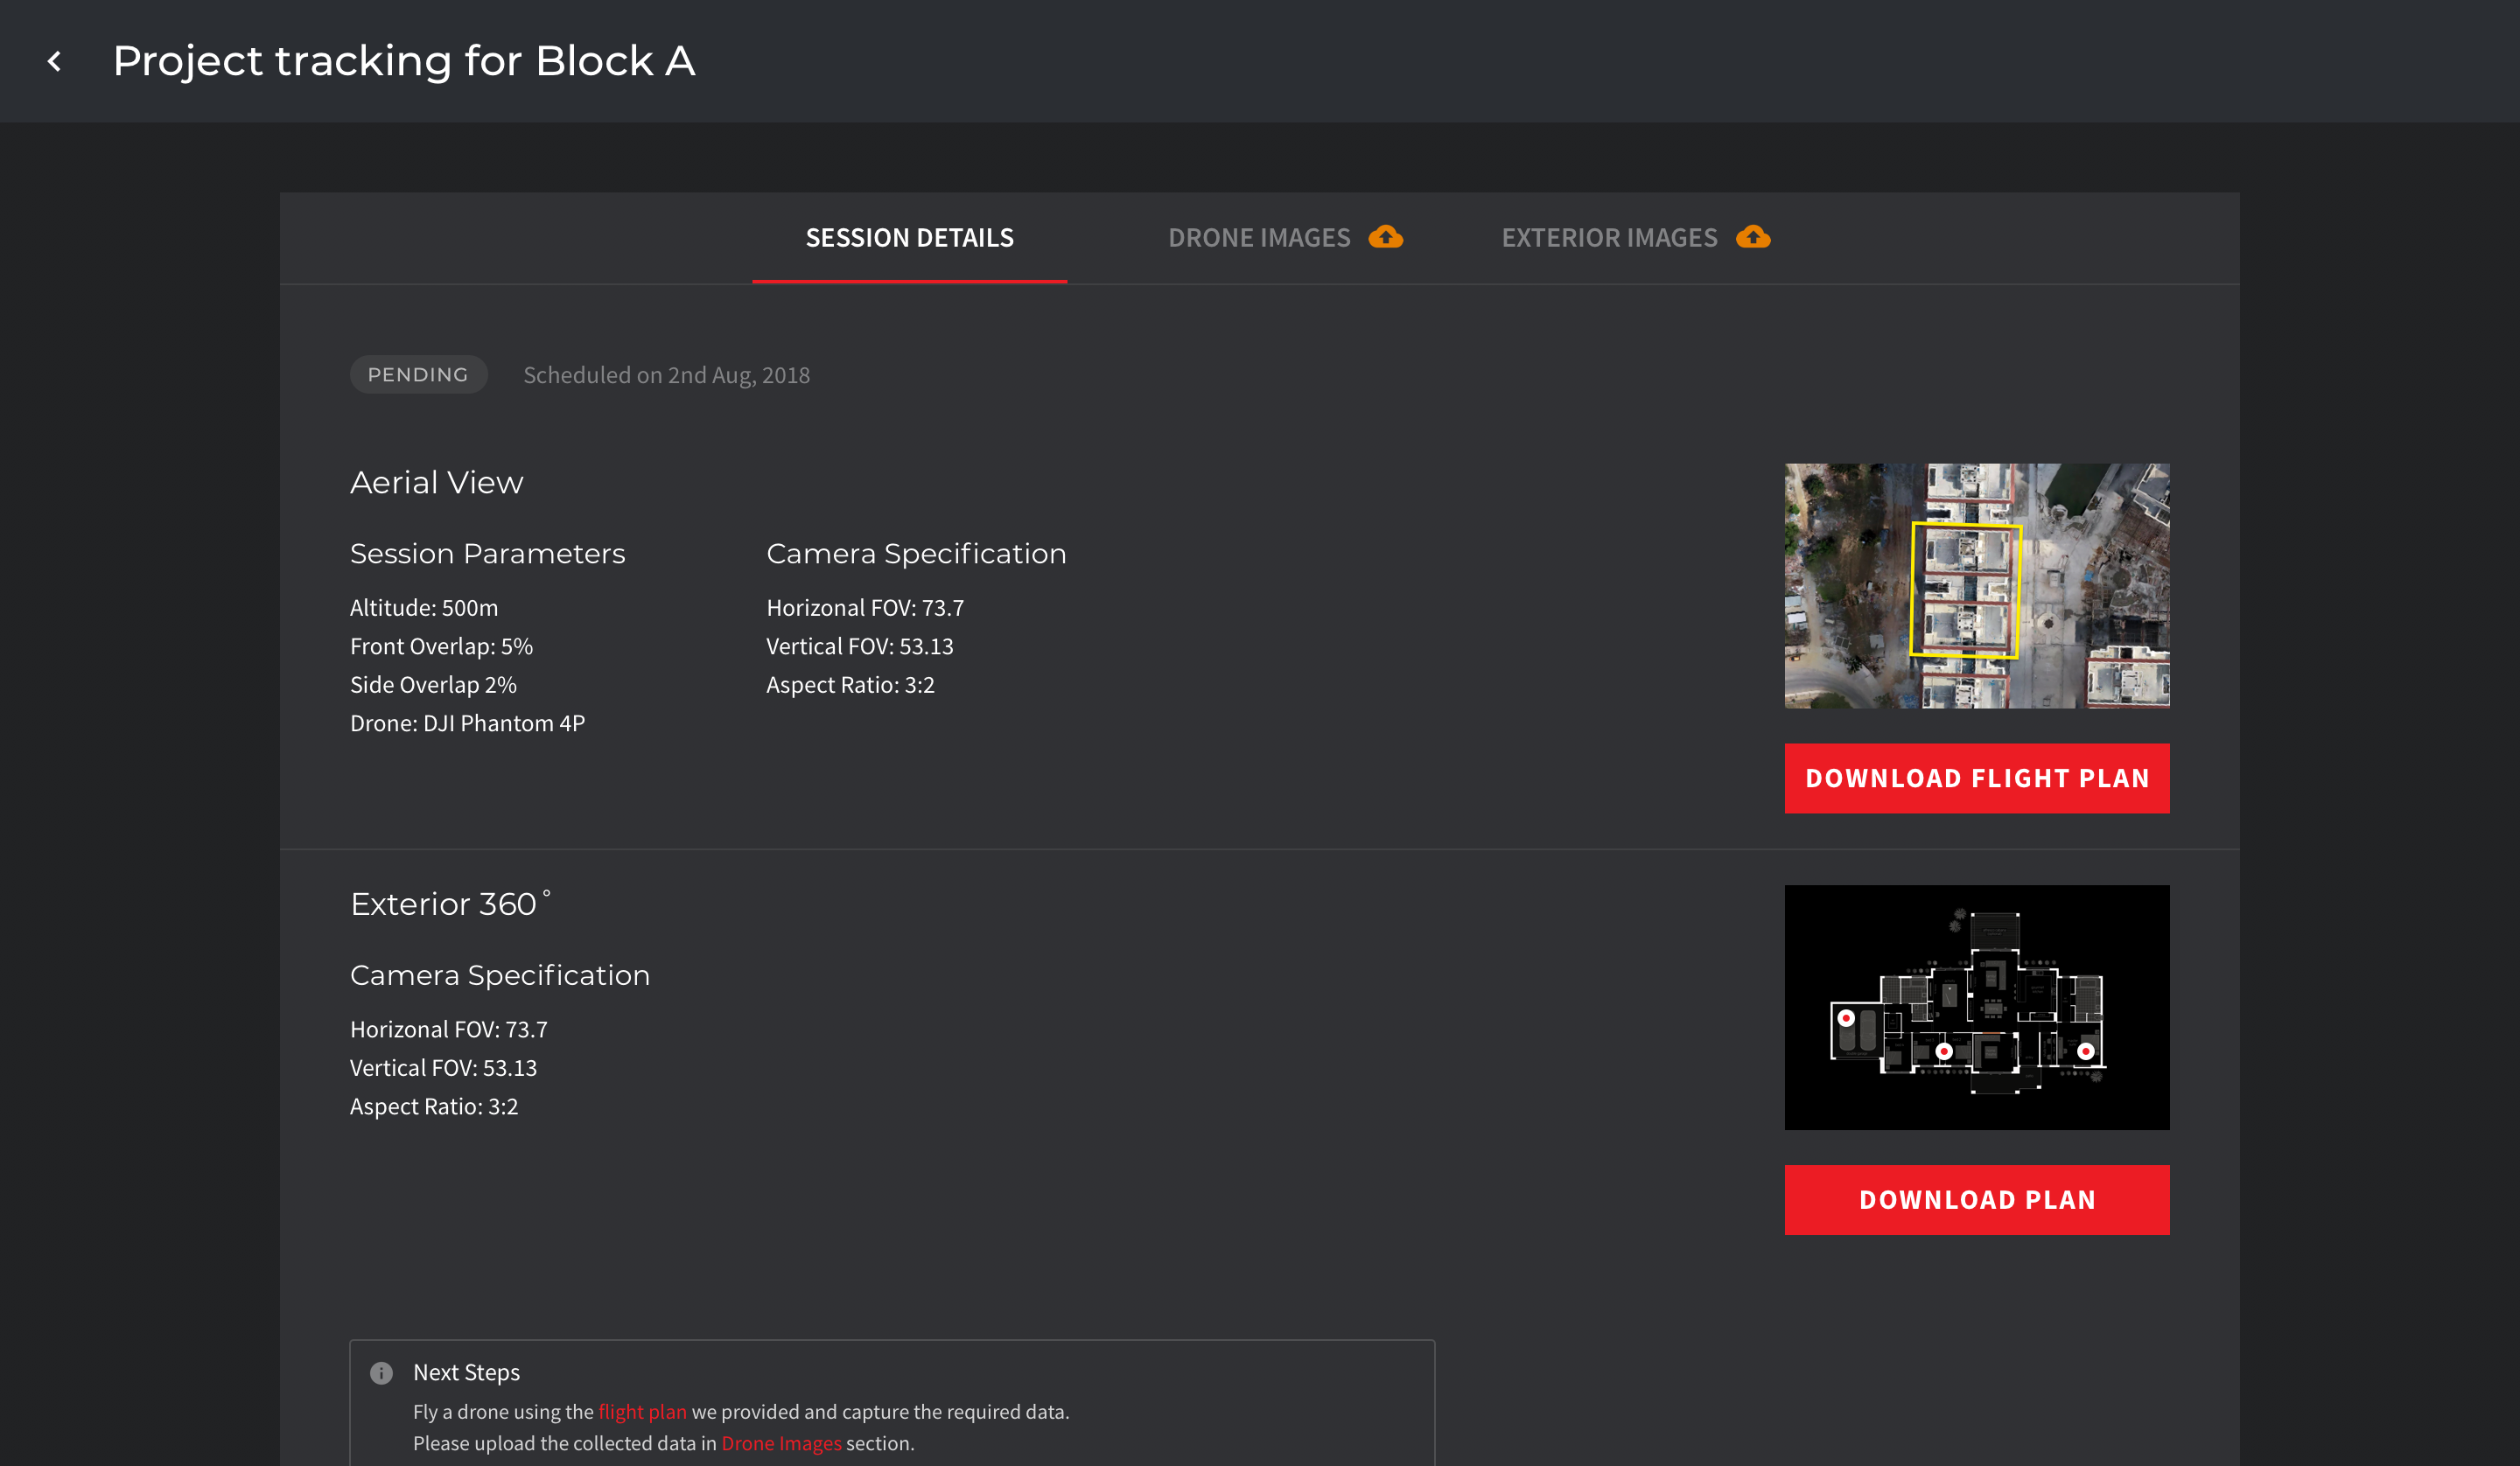 Project tracking for Block A
SESSION DETAILS
DRONE IMAGES
EXTERIOR IMAGES
PENDING
Scheduled on 2nd Aug, 2018
Aerial View
Session Parameters
Altitude: 500m
Front Overlap: 5%
Side Overlap 2%
Drone: DJI Phantom 4P
Camera Specification
Horizonal FOV: 73.7
Vertical FOV: 53.13
Aspect Ratio: 3:2
DOWNLOAD FLIGHT PLAN
Exterior 360°
Camera Specification
Horizonal FOV: 73.7
Vertical FOV: 53.13
Aspect Ratio: 3:2
DOWNLOAD PLAN
Next Steps
Fly a drone using the flight plan we provided and capture the required data.
Please upload the collected data in Drone Images section.